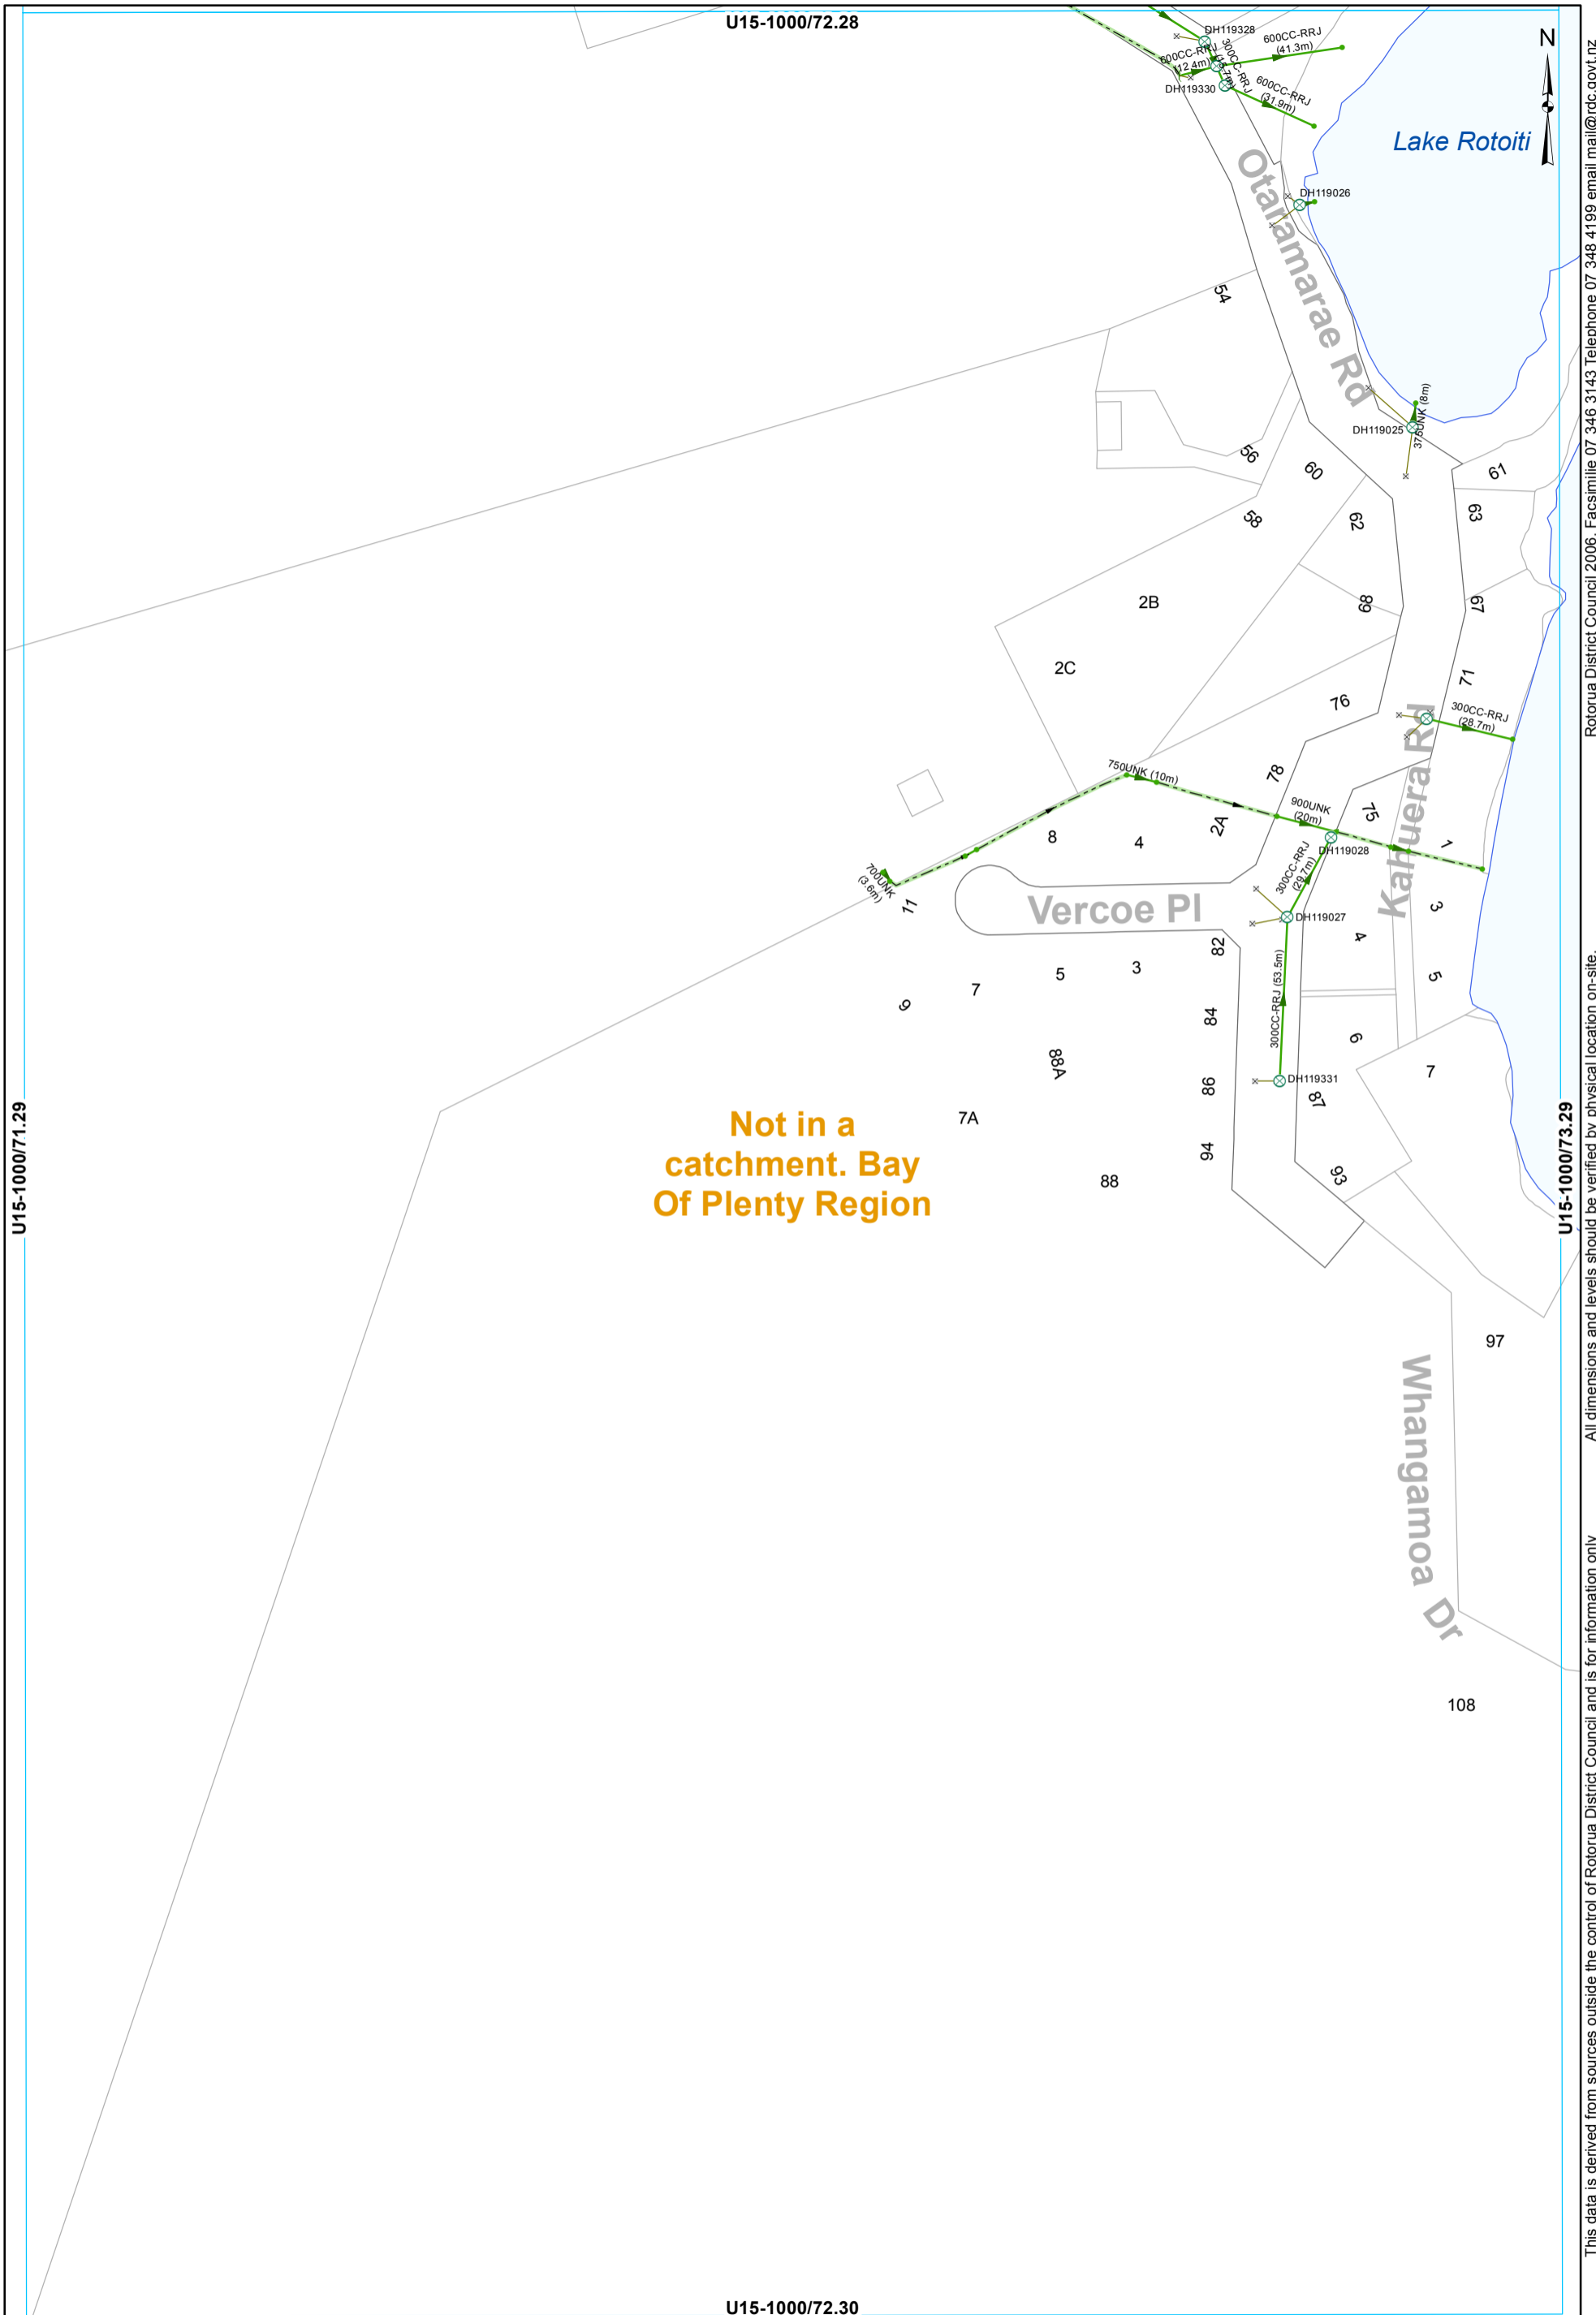 U15-1000/72.28
DH119328
600CC-RRJ
(41.3m)
600CC-RRJ
(12.4m)
300CC-RRJ
(15.7m)
DH119330
600CC-RRJ
(31.9m)
N
Lake Rotoiti
DH119026
Otaramarae Rd
54
375UNK (8m)
DH119025
56
60
61
58
62
63
2B
68
67
2C
71
76
300CC-RRJ
(28.7m)
Kahuera Rd
750UNK (10m)
78
900UNK
(20m)
75
8
4
2A
1
DH119028
300CC-RRJ
(29.7m)
700UNK
(3.6m)
11
Vercoe Pl
DH119027
3
82
4
5
3
5
7
9
300CC-RRJ (53.5m)
84
6
88A
7
86
DH119331
87
7A
94
93
88
Not in a
catchment. Bay
Of Plenty Region
U15-1000/71.29
U15-1000/73.29
97
Whangamoa Dr
108
U15-1000/72.30
This data is derived from sources outside the control of Rotorua District Council and is for information only
All dimensions and levels should be verified by physical location on-site.
Rotorua District Council 2006. Facsimilie 07 346 3143 Telephone 07 348 4199 email mail@rdc.govt.nz